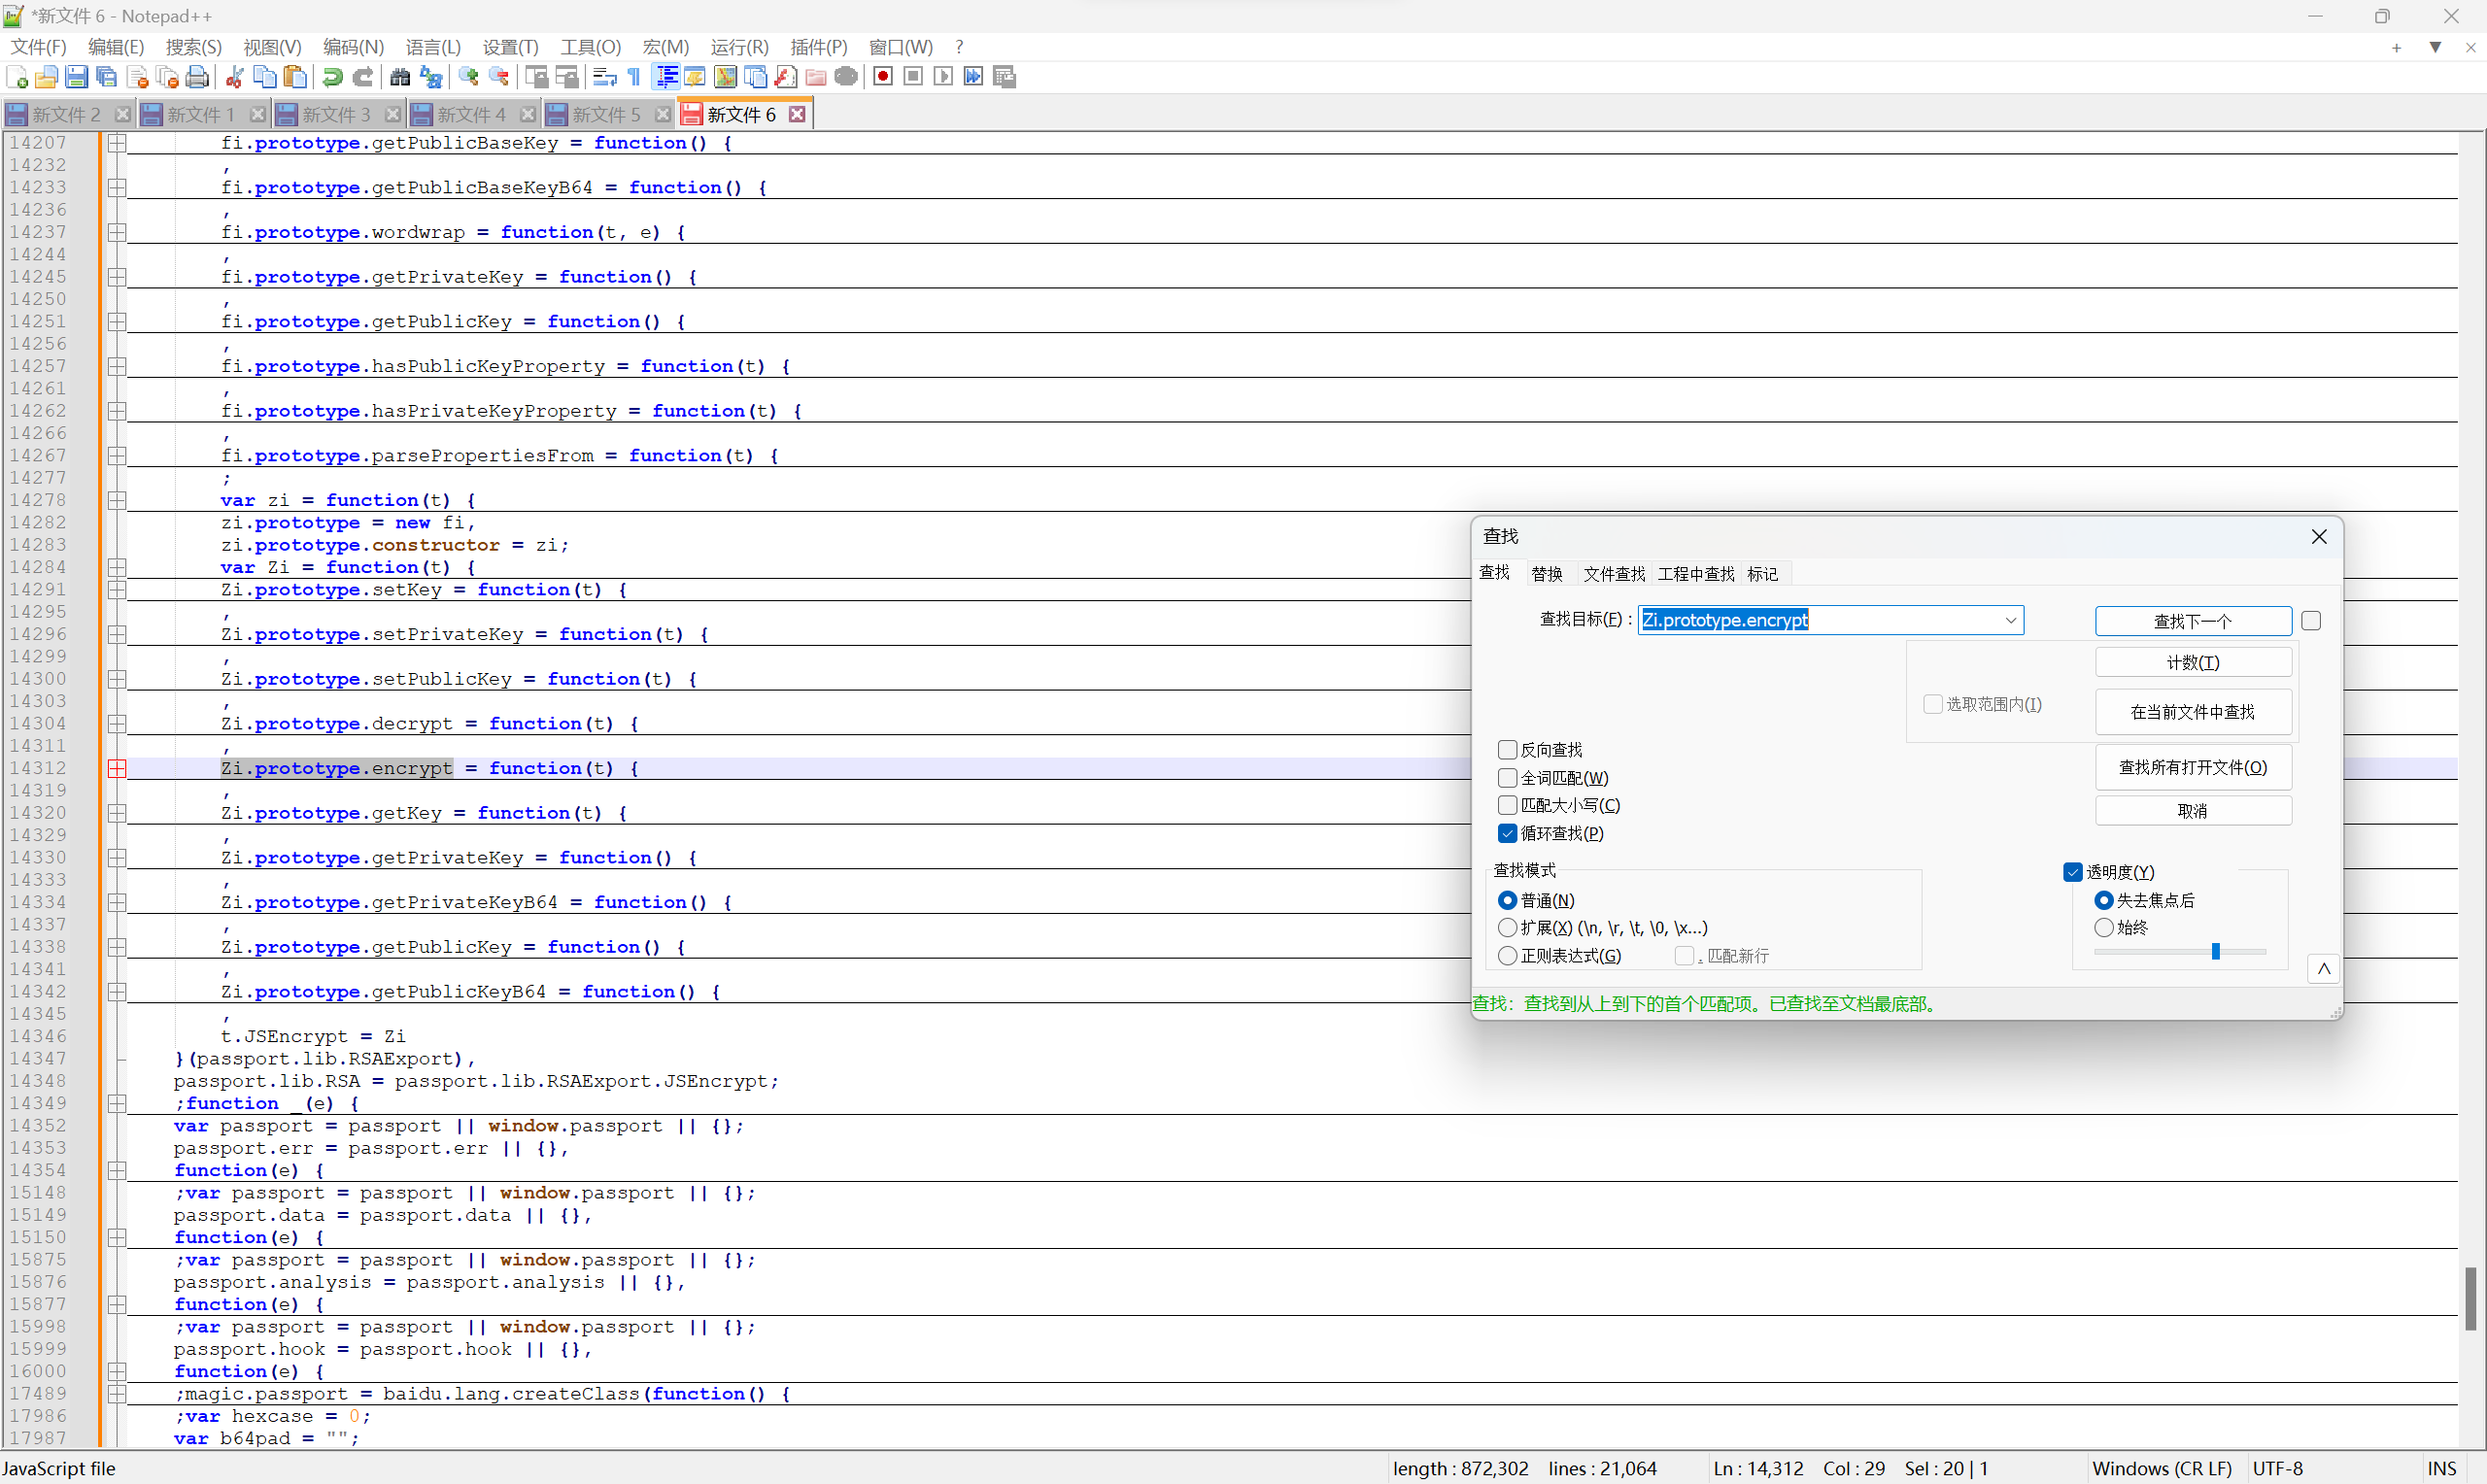 *新文件 6 - Notepad++
文件(F) 编辑(E) 搜索(S) 视图(V) 编码(N) 语言(L) 设置(T) 工具(O) 宏(M) 运行(R) 插件(P) 窗口(W) ?
新文件 2 新文件 1 新文件 3 新文件 4 新文件 5 新文件 6
14207 fi.prototype.getPublicBaseKey = function() {
14232 ,
14233 fi.prototype.getPublicBaseKeyB64 = function() {
14236 ,
14237 fi.prototype.wordwrap = function(t, e) {
14244 ,
14245 fi.prototype.getPrivateKey = function() {
14250 ,
14251 fi.prototype.getPublicKey = function() {
14256 ,
14257 fi.prototype.hasPublicKeyProperty = function(t) {
14261 ,
14262 fi.prototype.hasPrivateKeyProperty = function(t) {
14266 ,
14267 fi.prototype.parsePropertiesFrom = function(t) {
14277 ;
14278 var zi = function(t) {
14282 zi.prototype = new fi,
14283 zi.prototype.constructor = zi;
14284 var Zi = function(t) {
14291 Zi.prototype.setKey = function(t) {
14295 ,
14296 Zi.prototype.setPrivateKey = function(t) {
14299 ,
14300 Zi.prototype.setPublicKey = function(t) {
14303 ,
14304 Zi.prototype.decrypt = function(t) {
14311 ,
14312 Zi.prototype.encrypt = function(t) {
14319 ,
14320 Zi.prototype.getKey = function(t) {
14329 ,
14330 Zi.prototype.getPrivateKey = function() {
14333 ,
14334 Zi.prototype.getPrivateKeyB64 = function() {
14337 ,
14338 Zi.prototype.getPublicKey = function() {
14341 ,
14342 Zi.prototype.getPublicKeyB64 = function() {
14345 ,
14346 t.JSEncrypt = Zi
14347 }(passport.lib.RSAExport),
14348 passport.lib.RSA = passport.lib.RSAExport.JSEncrypt;
14349 ;function _(e) {
14352 var passport = passport || window.passport || {};
14353 passport.err = passport.err || {},
14354 function(e) {
15148 ;var passport = passport || window.passport || {};
15149 passport.data = passport.data || {},
15150 function(e) {
15875 ;var passport = passport || window.passport || {};
15876 passport.analysis = passport.analysis || {},
15877 function(e) {
15998 ;var passport = passport || window.passport || {};
15999 passport.hook = passport.hook || {},
16000 function(e) {
17489 ;magic.passport = baidu.lang.createClass(function() {
17986 ;var hexcase = 0;
17987 var b64pad = "";
查找
查找 替换 文件查找 工程中查找 标记
查找目标(F) : Zi.prototype.encrypt 查找下一个
计数(T)
选取范围内(I) 在当前文件中查找
反向查找
查找所有打开文件(O)
全词匹配(W)
匹配大小写(C) 取消
循环查找(P)
查找模式 透明度(Y)
普通(N) 失去焦点后
扩展(X) (\n, \r, \t, \0, \x...) 始终
正则表达式(G) . 匹配新行
查找: 查找到从上到下的首个匹配项。已查找至文档最底部。
JavaScript file length : 872,302 lines : 21,064 Ln : 14,312 Col : 29 Sel : 20 | 1 Windows (CR LF) UTF-8 INS